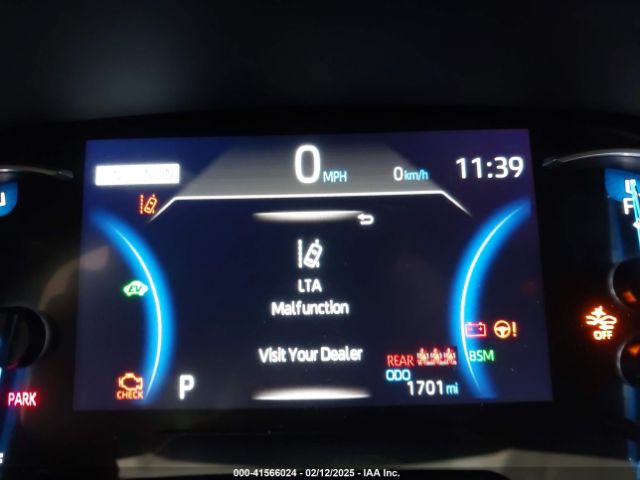 0 MPH
0 km/h
11:39
LTA
Malfunction
Visit Your Dealer
EV
CHECK
P
REAR
BSM
ODO
1701 mi
PARK
OFF
F
000-41566024 - 02/12/2025 - IAA Inc.